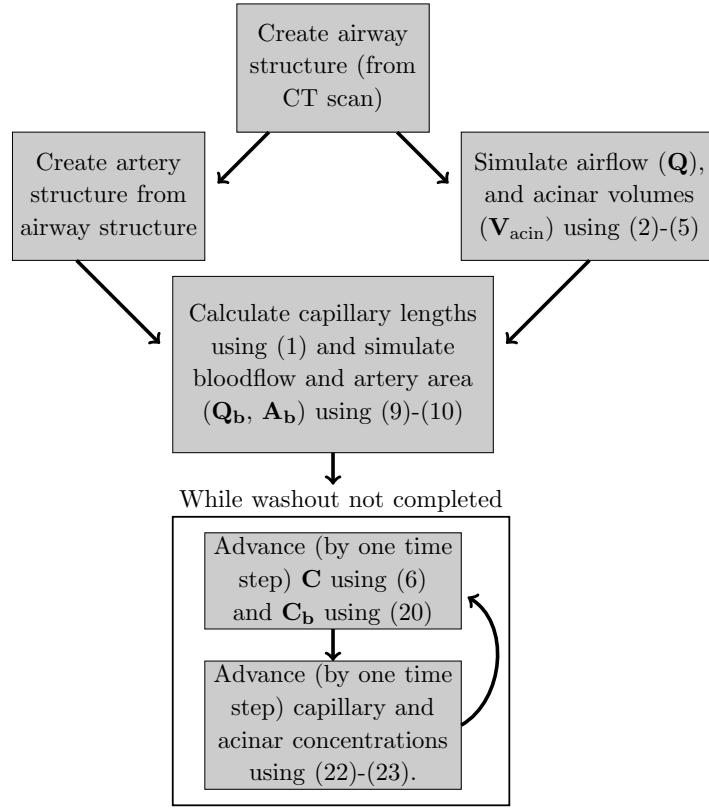 Create airway
structure (from
CT scan)
Create artery
structure from
airway structure
Simulate airflow (Q),
and acinar volumes
(V_acin) using (2)-(5)
Calculate capillary lengths
using (1) and simulate
bloodflow and artery area
(Q_b, A_b) using (9)-(10)
While washout not completed
Advance (by one time
step) C using (6)
and C_b using (20)
Advance (by one time
step) capillary and
acinar concentrations
using (22)-(23).